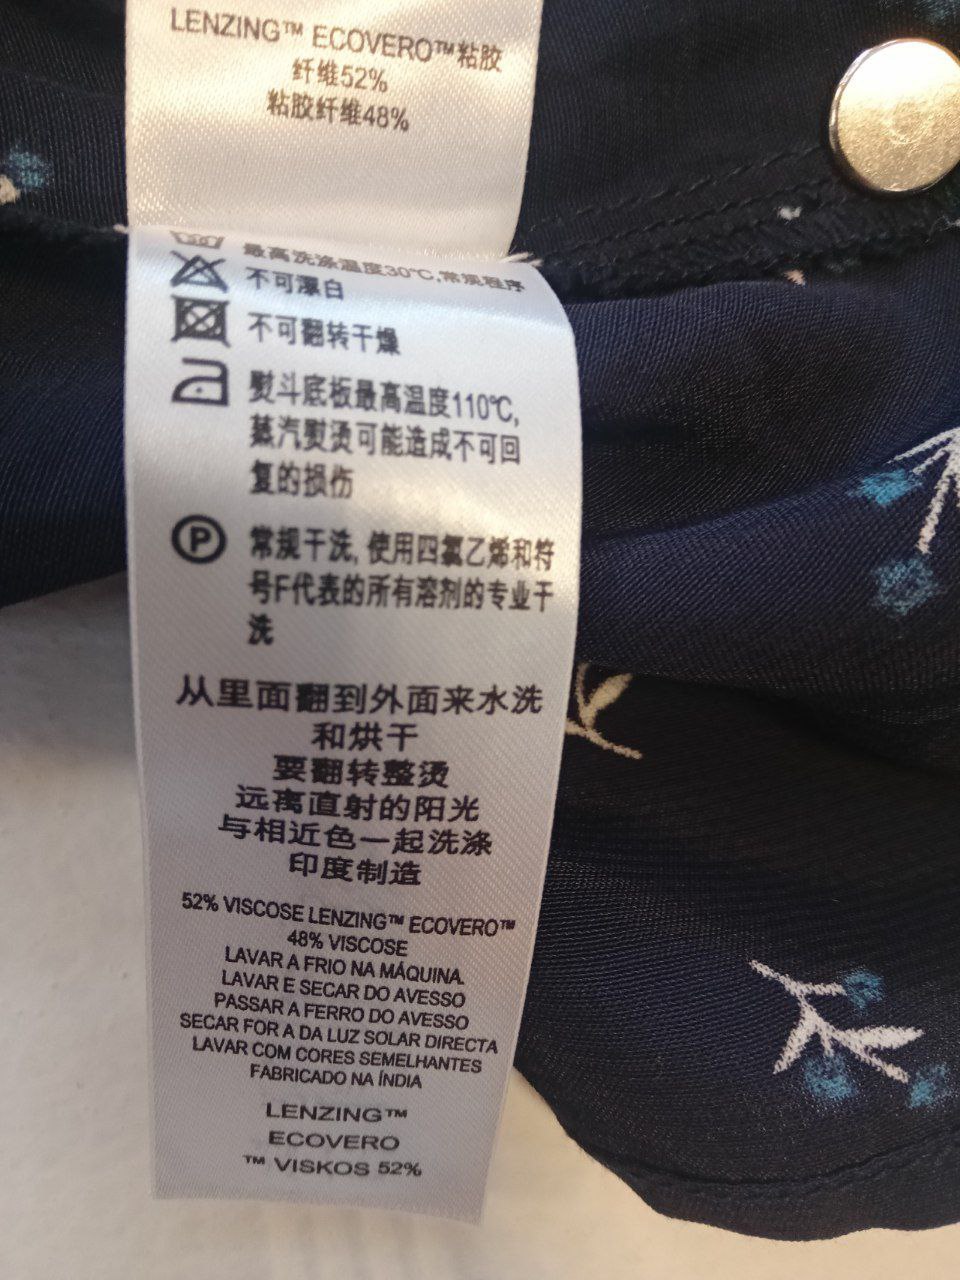 LENZING™ ECOVERO™粘胶
纤维52%
粘胶纤维48%
30
最高洗涤温度30℃,常规程序
不可漂白
不可翻转干燥
熨斗底板最高温度110℃,
蒸汽熨烫可能造成不可回
复的损伤
P
常规干洗, 使用四氯乙烯和符
号F代表的所有溶剂的专业干
洗
从里面翻到外面来水洗
和烘干
要翻转整烫
远离直射的阳光
与相近色一起洗涤
印度制造
52% VISCOSE LENZING™ ECOVERO™
48% VISCOSE
LAVAR A FRIO NA MÁQUINA.
LAVAR E SECAR DO AVESSO
PASSAR A FERRO DO AVESSO
SECAR FOR A DA LUZ SOLAR DIRECTA
LAVAR COM CORES SEMELHANTES
FABRICADO NA ÍNDIA
LENZING™
ECOVERO
™ VISKOS 52%